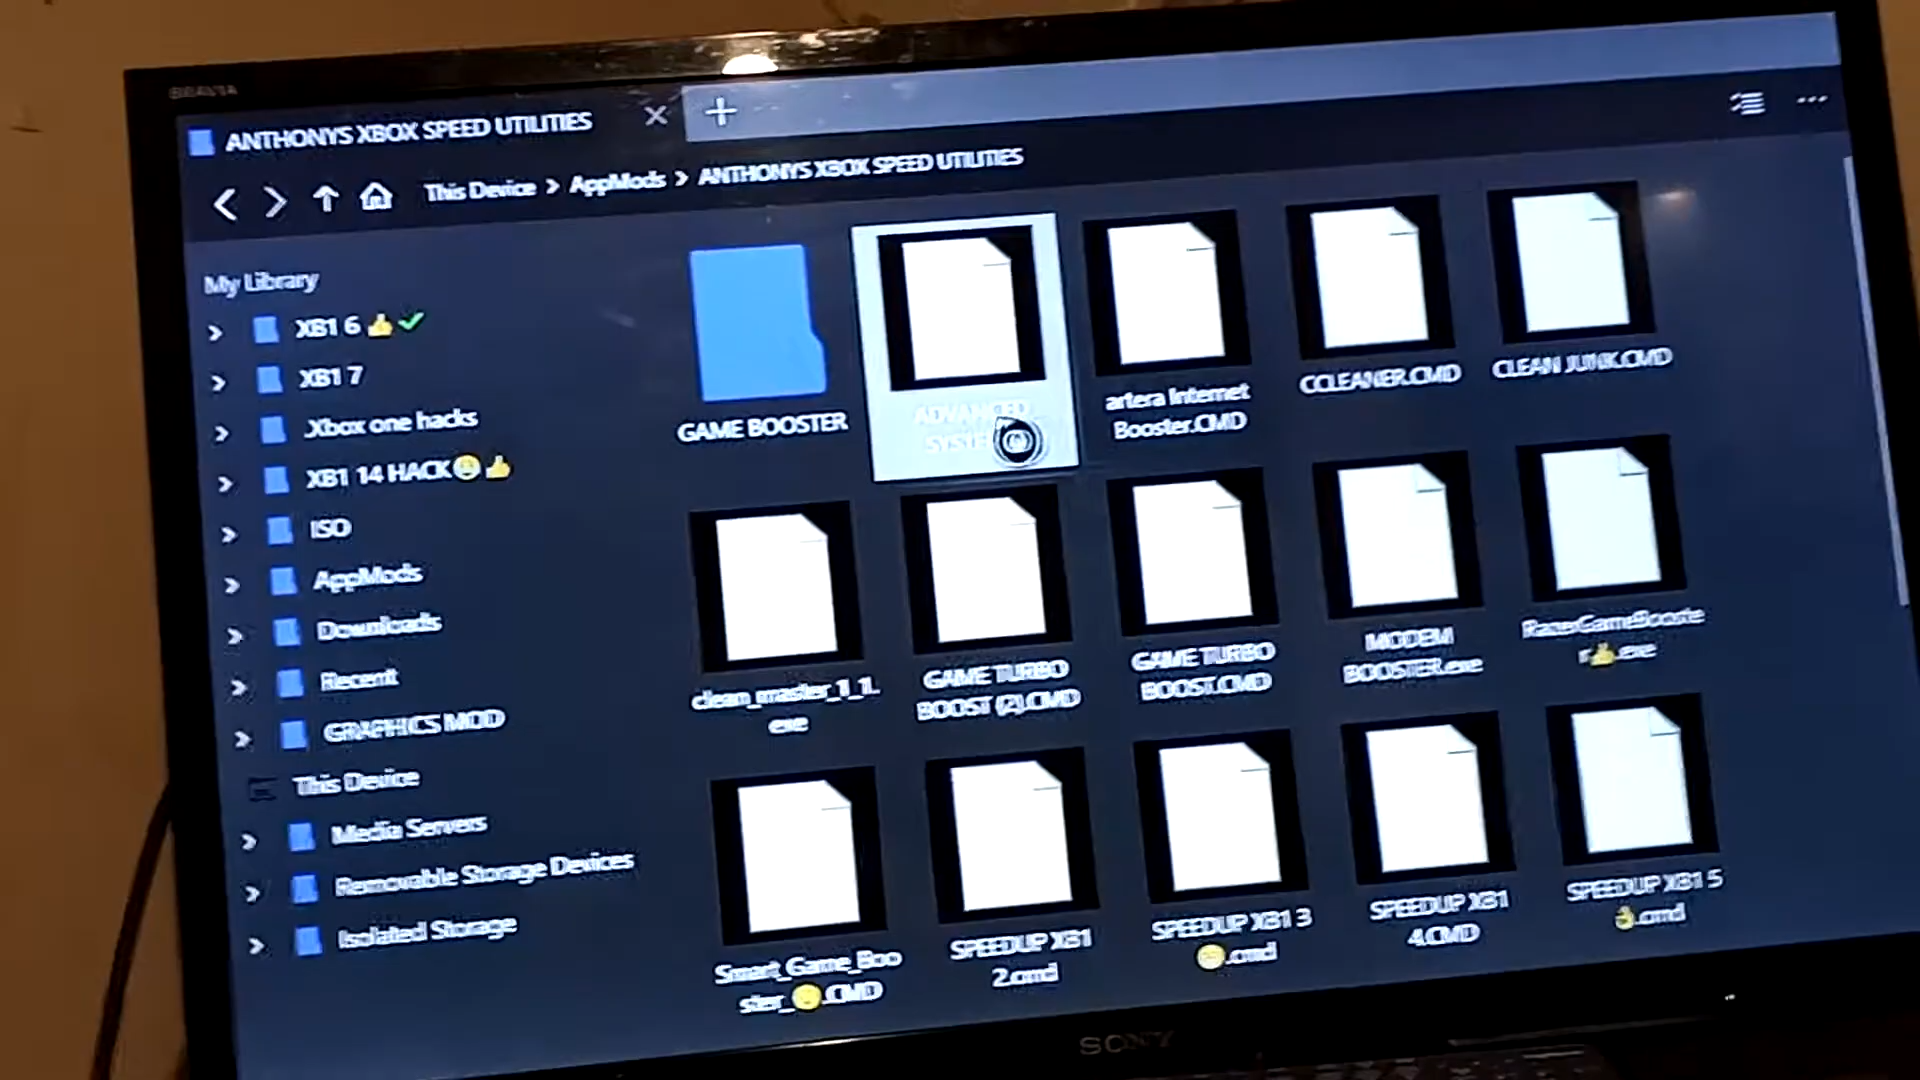 BRAVIA
ANTHONYS XBOX SPEED UTILITIES
This Device > AppMods > ANTHONYS XBOX SPEED UTILITIES
My Library
XB1 6 👍✅
XB1 7
Xbox one hacks
XB1 14 HACK😀👍
ISO
AppMods
Downloads
Recent
GRAPHICS MOD
This Device
Media Servers
Removable Storage Devices
Isolated Storage
GAME BOOSTER
ADVANCED
artera Internet
Booster.CMD
CCLEANER.CMD
CLEAN JUNK.CMD
clean_master_1_1.
exe
GAME TURBO
BOOST (2).CMD
GAME TURBO
BOOST.CMD
MODEM
BOOSTER.exe
RazerGameBooste
r👍.exe
Smart_Game_Boo
ster_😀.CMD
SPEEDUP XB1
2.cmd
SPEEDUP XB1 3
😀.cmd
SPEEDUP XB1
4.CMD
SPEEDUP XB1 5
👌.cmd
SONY